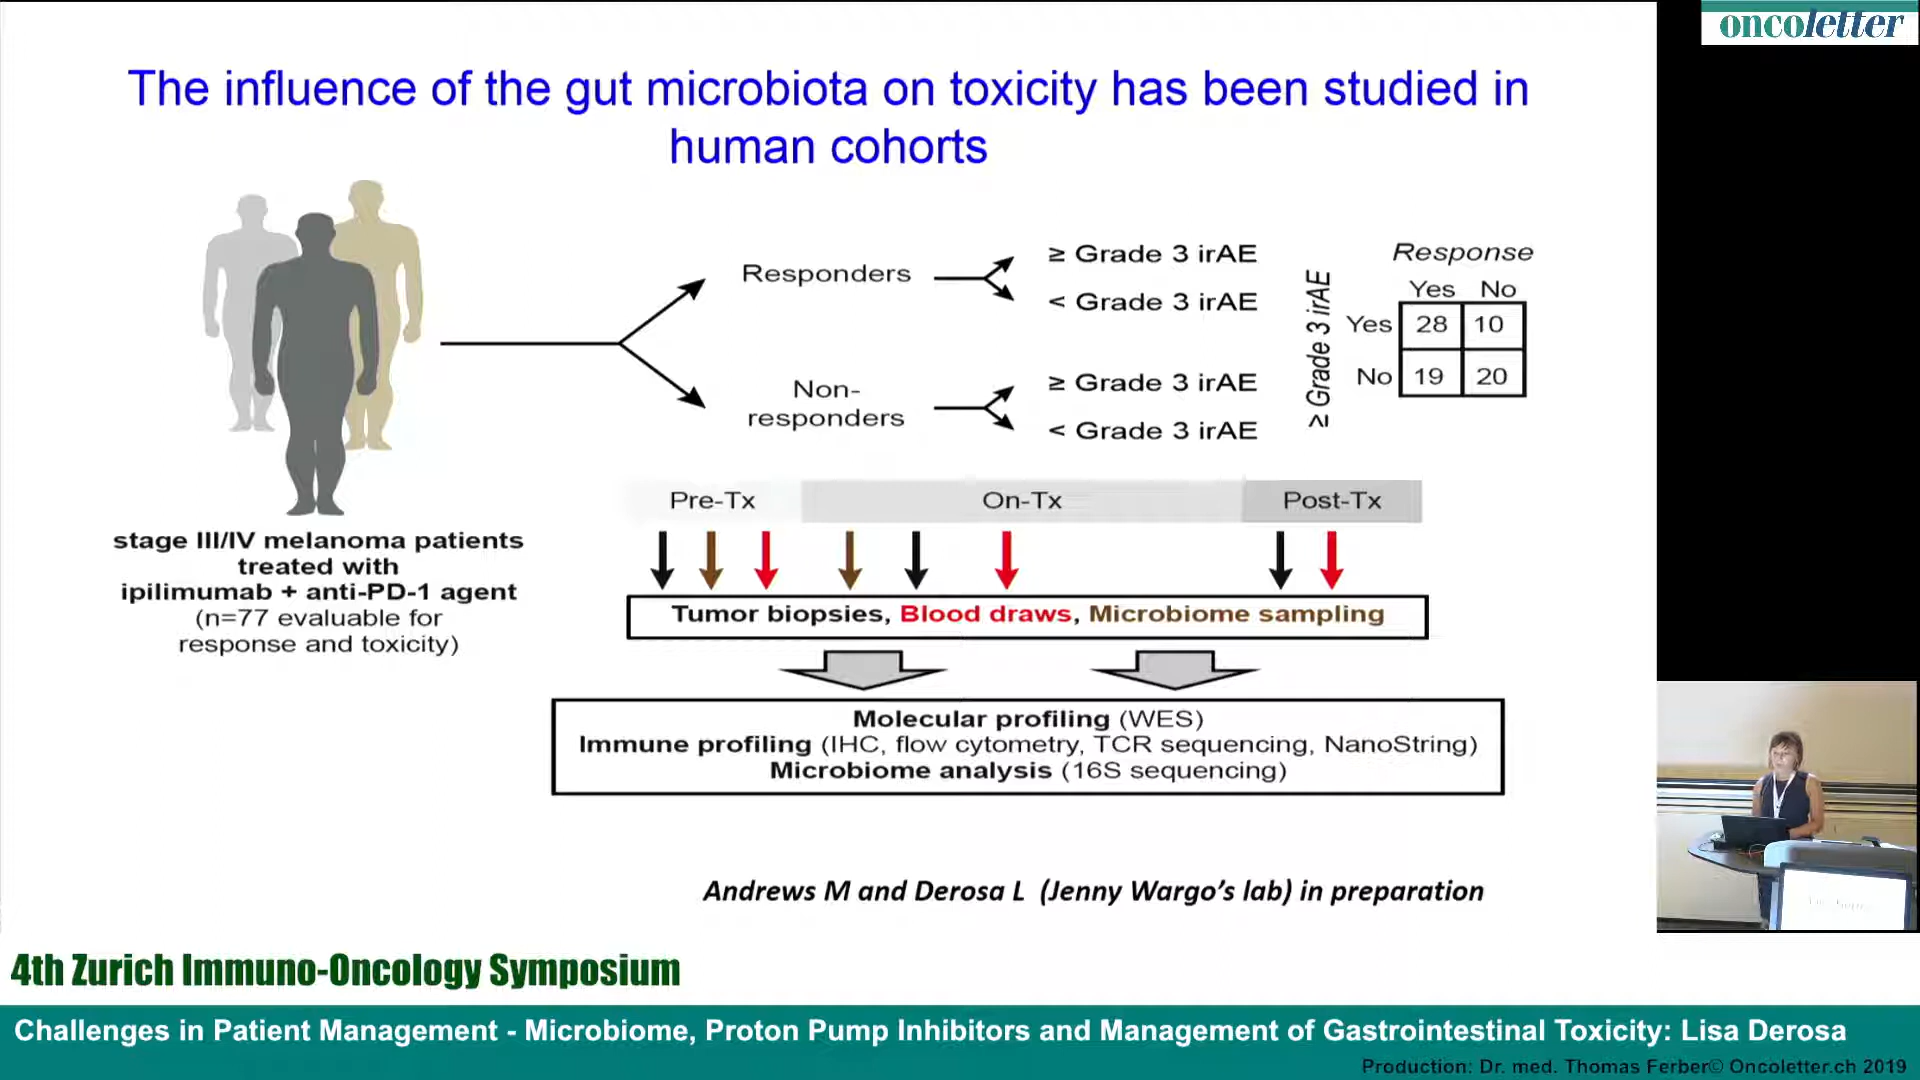 oncoletter
The influence of the gut microbiota on toxicity has been studied in
human cohorts
Responders
≥ Grade 3 irAE
< Grade 3 irAE
Non-
responders
≥ Grade 3 irAE
< Grade 3 irAE
≥ Grade 3 irAE
Response
Yes No
Yes 28 10
No 19 20
stage III/IV melanoma patients
treated with
ipilimumab + anti-PD-1 agent
(n=77 evaluable for
response and toxicity)
Pre-Tx On-Tx Post-Tx
Tumor biopsies, Blood draws, Microbiome sampling
Molecular profiling (WES)
Immune profiling (IHC, flow cytometry, TCR sequencing, NanoString)
Microbiome analysis (16S sequencing)
Andrews M and Derosa L (Jenny Wargo's lab) in preparation
4th Zurich Immuno-Oncology Symposium
Challenges in Patient Management - Microbiome, Proton Pump Inhibitors and Management of Gastrointestinal Toxicity: Lisa Derosa
Production: Dr. med. Thomas Ferber© Oncoletter.ch 2019